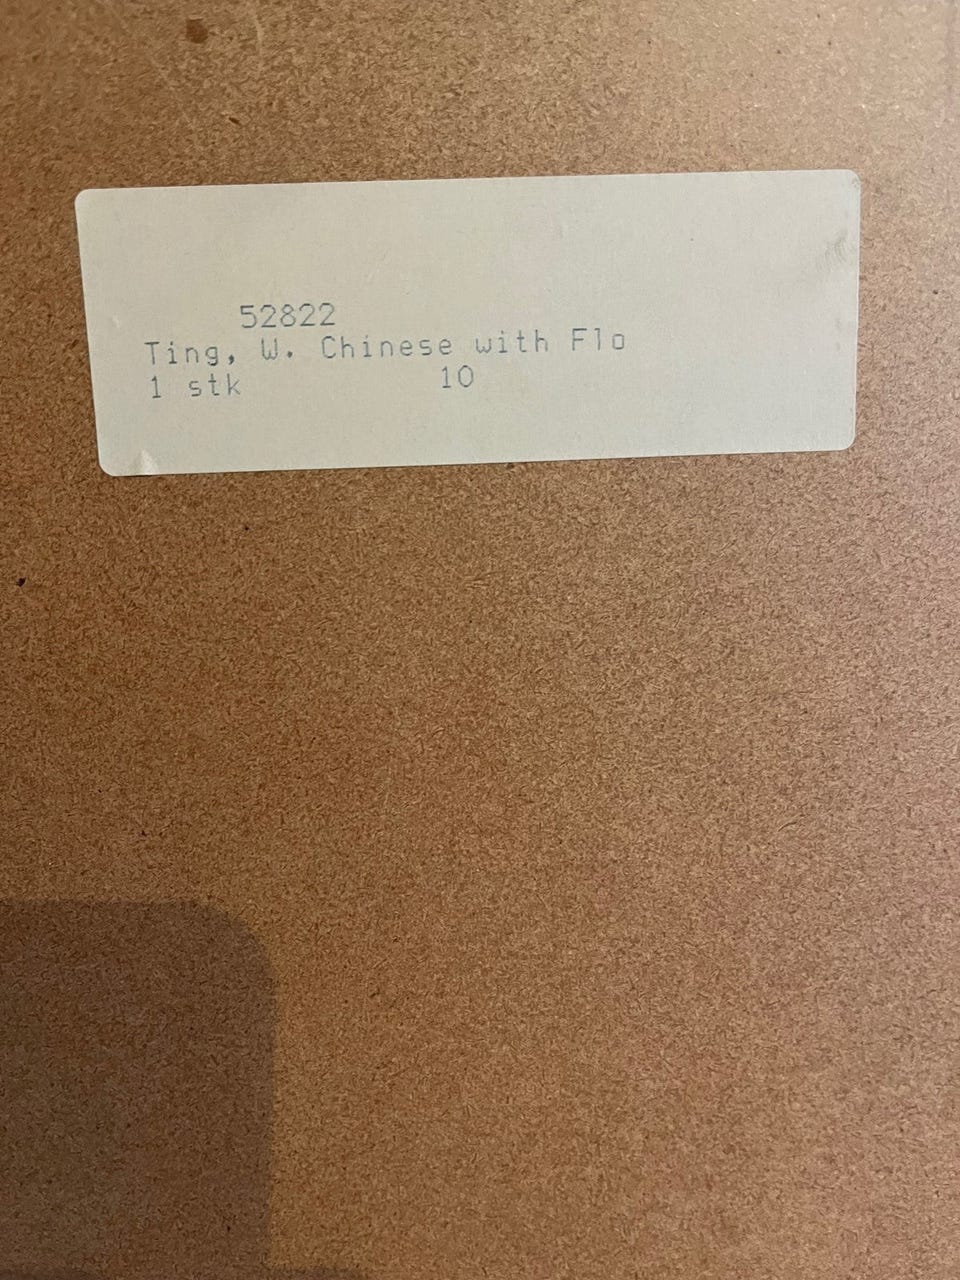 52822
Ting, W. Chinese with Flo
1 stk 10